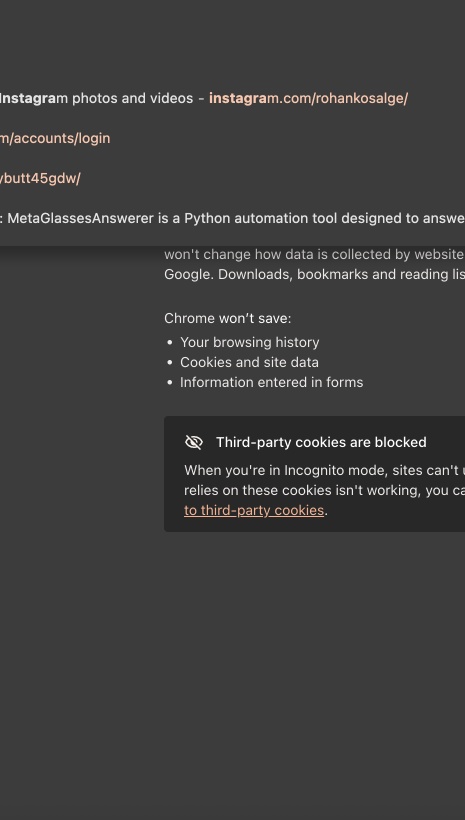 Instagram photos and videos - instagram.com/rohankosalge/
m/accounts/login
ybutt45gdw/
: MetaGlassesAnswerer is a Python automation tool designed to answe
won't change how data is collected by website
Google. Downloads, bookmarks and reading lis
Chrome won't save:
• Your browsing history
• Cookies and site data
• Information entered in forms
Third-party cookies are blocked
When you're in Incognito mode, sites can't u
relies on these cookies isn't working, you ca
to third-party cookies.